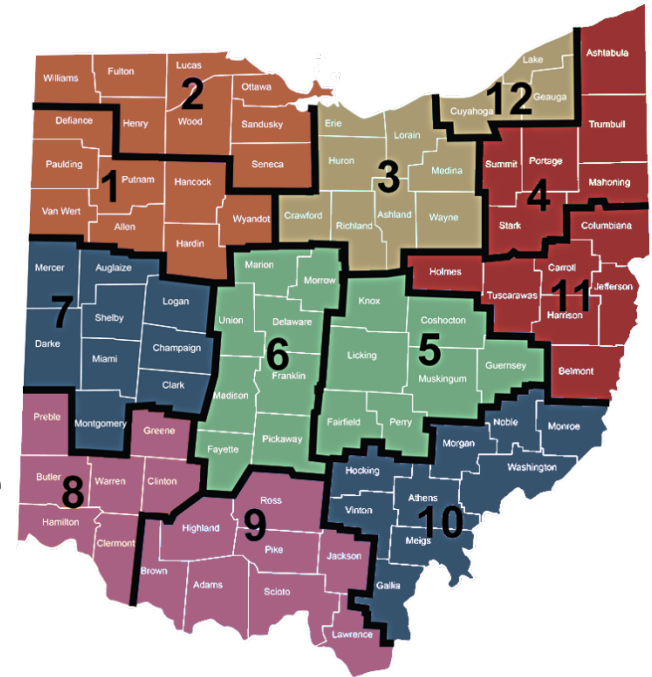 Williams
Fulton
Lucas
Ottawa
2
Defiance
Henry
Wood
Sandusky
Seneca
Paulding
Putnam
Hancock
1
Van Wert
Allen
Wyandot
Hardin
Erie
Lorain
Huron
Medina
3
Crawford
Richland
Ashland
Wayne
Lake
Geauga
Cuyahoga
12
Ashtabula
Trumbull
Summit
Portage
Mahoning
4
Stark
Columbiana
Holmes
Tuscarawas
Carroll
Jefferson
11
Harrison
Belmont
Mercer
Auglaize
Logan
7
Shelby
Darke
Miami
Champaign
Clark
Montgomery
Marion
Morrow
Union
Delaware
6
Franklin
Madison
Pickaway
Fayette
Knox
Coshocton
Licking
5
Guernsey
Muskingum
Fairfield
Perry
Preble
Greene
Butler
Warren
Clinton
8
Hamilton
Clermont
Ross
Highland
9
Pike
Jackson
Brown
Adams
Scioto
Lawrence
Noble
Monroe
Morgan
Washington
Hocking
Athens
Vinton
10
Meigs
Gallia